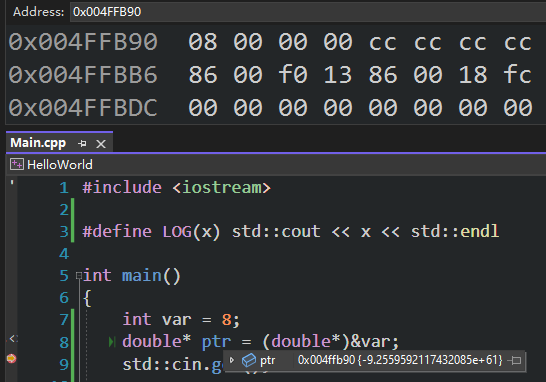 Address: 0x004FFB90
0x004FFB90 08 00 00 00 cc cc cc cc
0x004FFBB6 86 00 f0 13 86 00 18 fc
0x004FFBDC 00 00 00 00 00 00 00 00
Main.cpp
HelloWorld
1 #include <iostream>
2
3 #define LOG(x) std::cout << x << std::endl
4
5 int main()
6 {
7 int var = 8;
8 double* ptr = (double*)&var;
ptr 0x004ffb90 {-9.2559592117432085e+61}
9 std::cin.ge